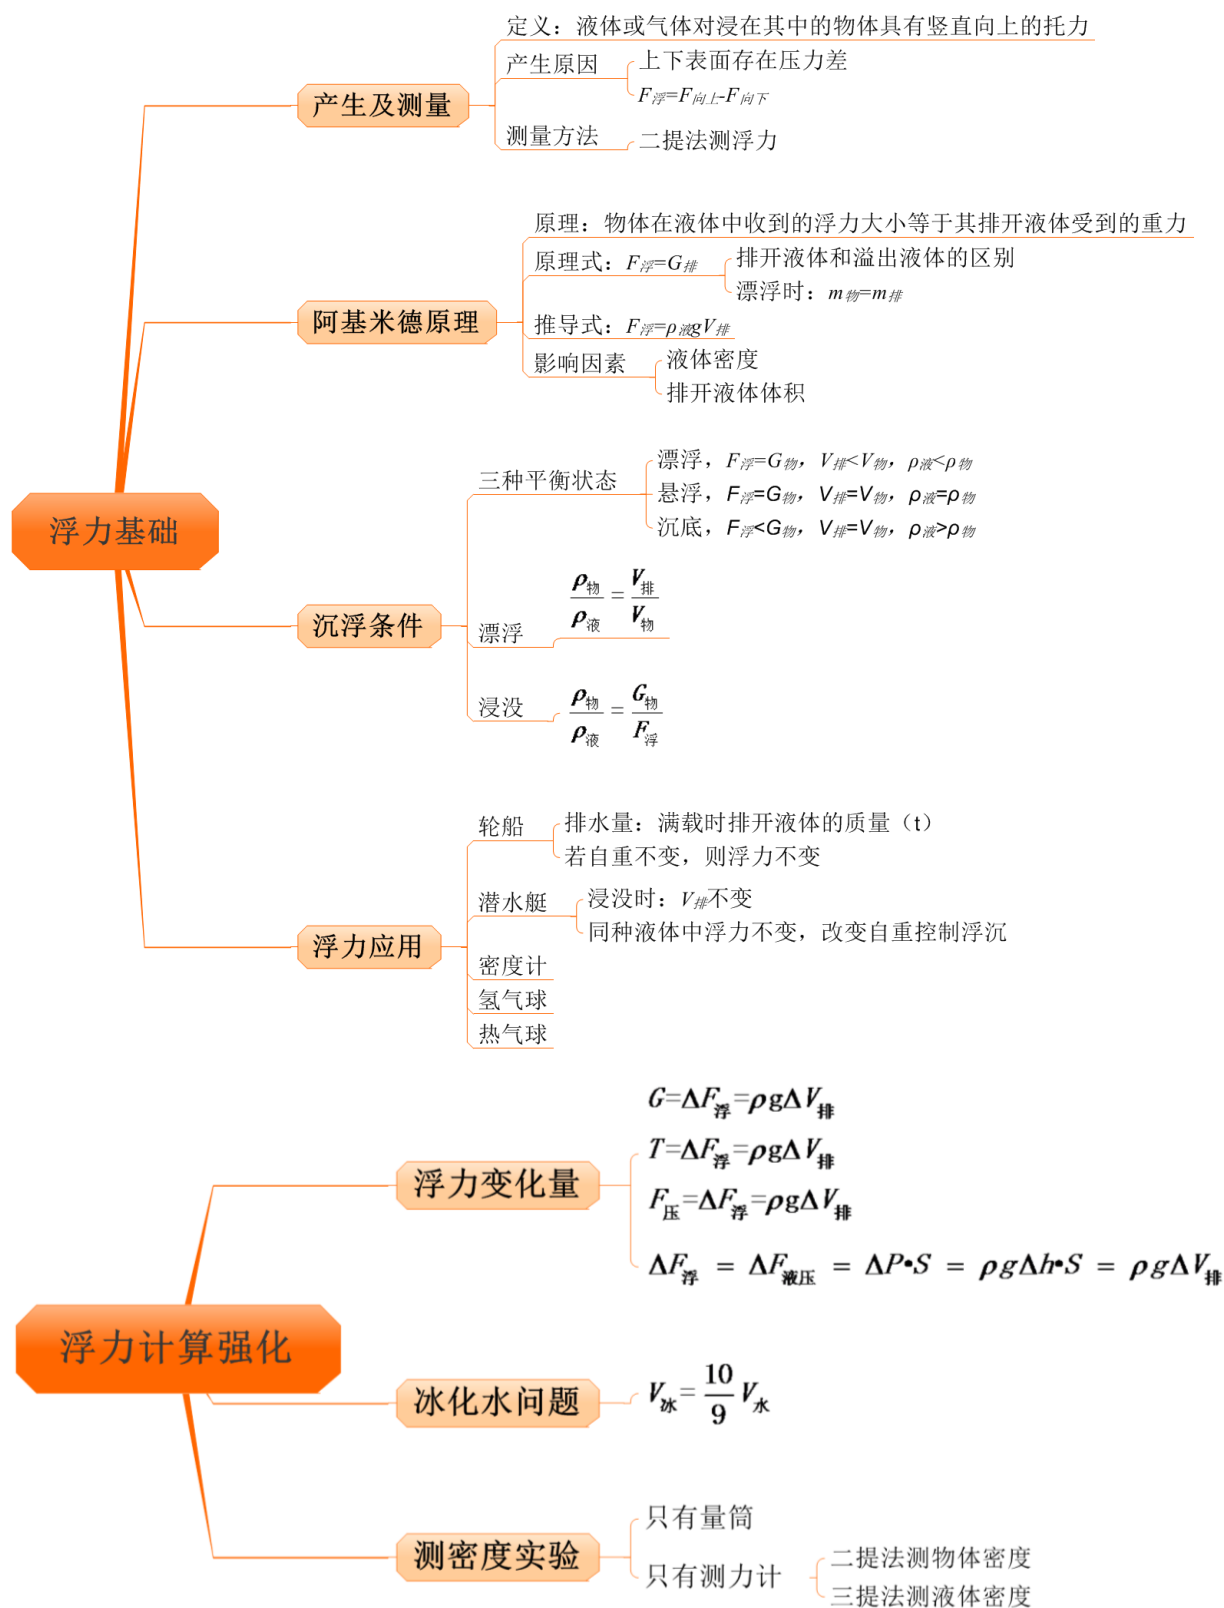 定义：液体或气体对浸在其中的物体具有竖直向上的托力
产生原因
上下表面存在压力差
F浮=F向上-F向下
产生及测量
测量方法
二提法测浮力
原理：物体在液体中收到的浮力大小等于其排开液体受到的重力
原理式：F浮=G排
排开液体和溢出液体的区别
漂浮时：m物=m排
阿基米德原理
推导式：F浮=ρ液gV排
影响因素
液体密度
排开液体体积
浮力基础
三种平衡状态
漂浮，F浮=G物，V排<V物，ρ液<ρ物
悬浮，F浮=G物，V排=V物，ρ液=ρ物
沉底，F浮<G物，V排=V物，ρ液>ρ物
沉浮条件
漂浮
ρ物/ρ液=V排/V物
浸没
ρ物/ρ液=G物/F浮
轮船
排水量：满载时排开液体的质量（t）
若自重不变，则浮力不变
潜水艇
浸没时：V排不变
同种液体中浮力不变，改变自重控制浮沉
浮力应用
密度计
氢气球
热气球
G=ΔF浮=ρgΔV排
T=ΔF浮=ρgΔV排
浮力变化量
F压=ΔF浮=ρgΔV排
ΔF浮 = ΔF液压 = ΔP•S = ρgΔh•S = ρgΔV排
浮力计算强化
冰化水问题
V冰=10/9 V水
测密度实验
只有量筒
只有测力计
二提法测物体密度
三提法测液体密度